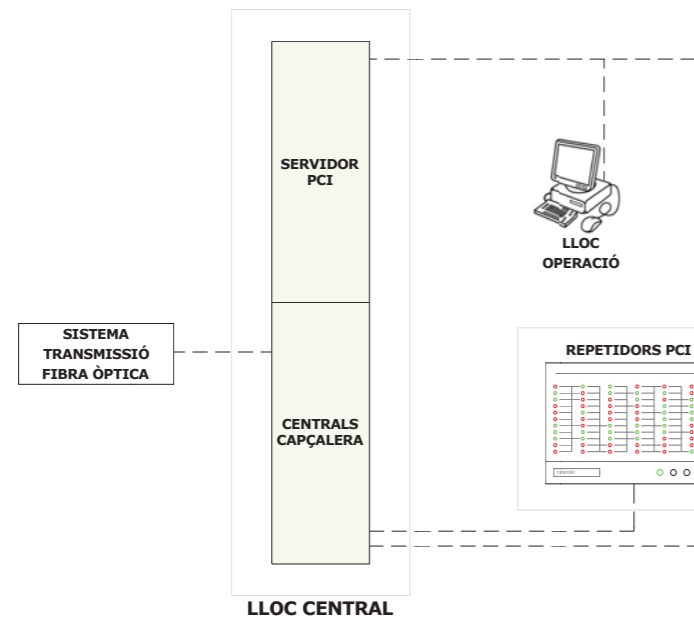 SERVIDOR
PCI
LLOC
OPERACIÓ
SISTEMA
TRANSMISSIÓ
FIBRA ÒPTICA
REPETIDORS PCI
CENTRALS
CAPÇALERA
LLOC CENTRAL